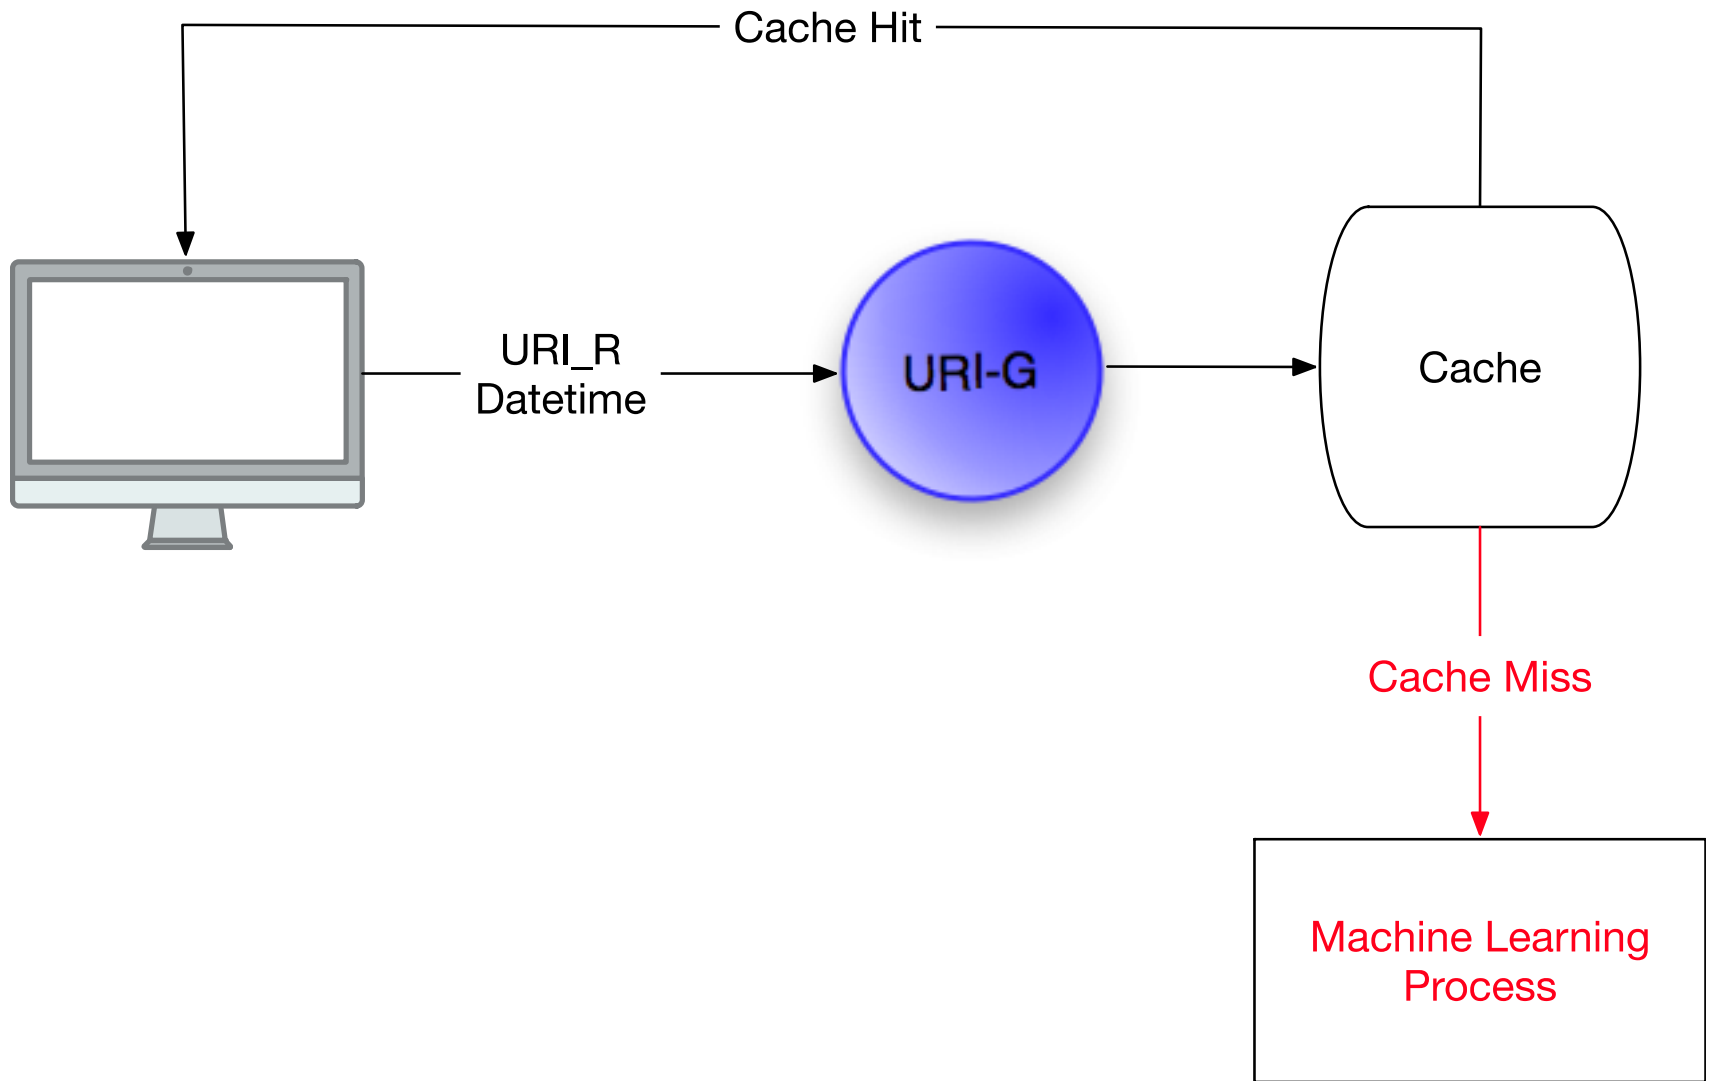 Cache Hit
URI_R
Datetime
URI-G
Cache
Cache Miss
Machine Learning
Process